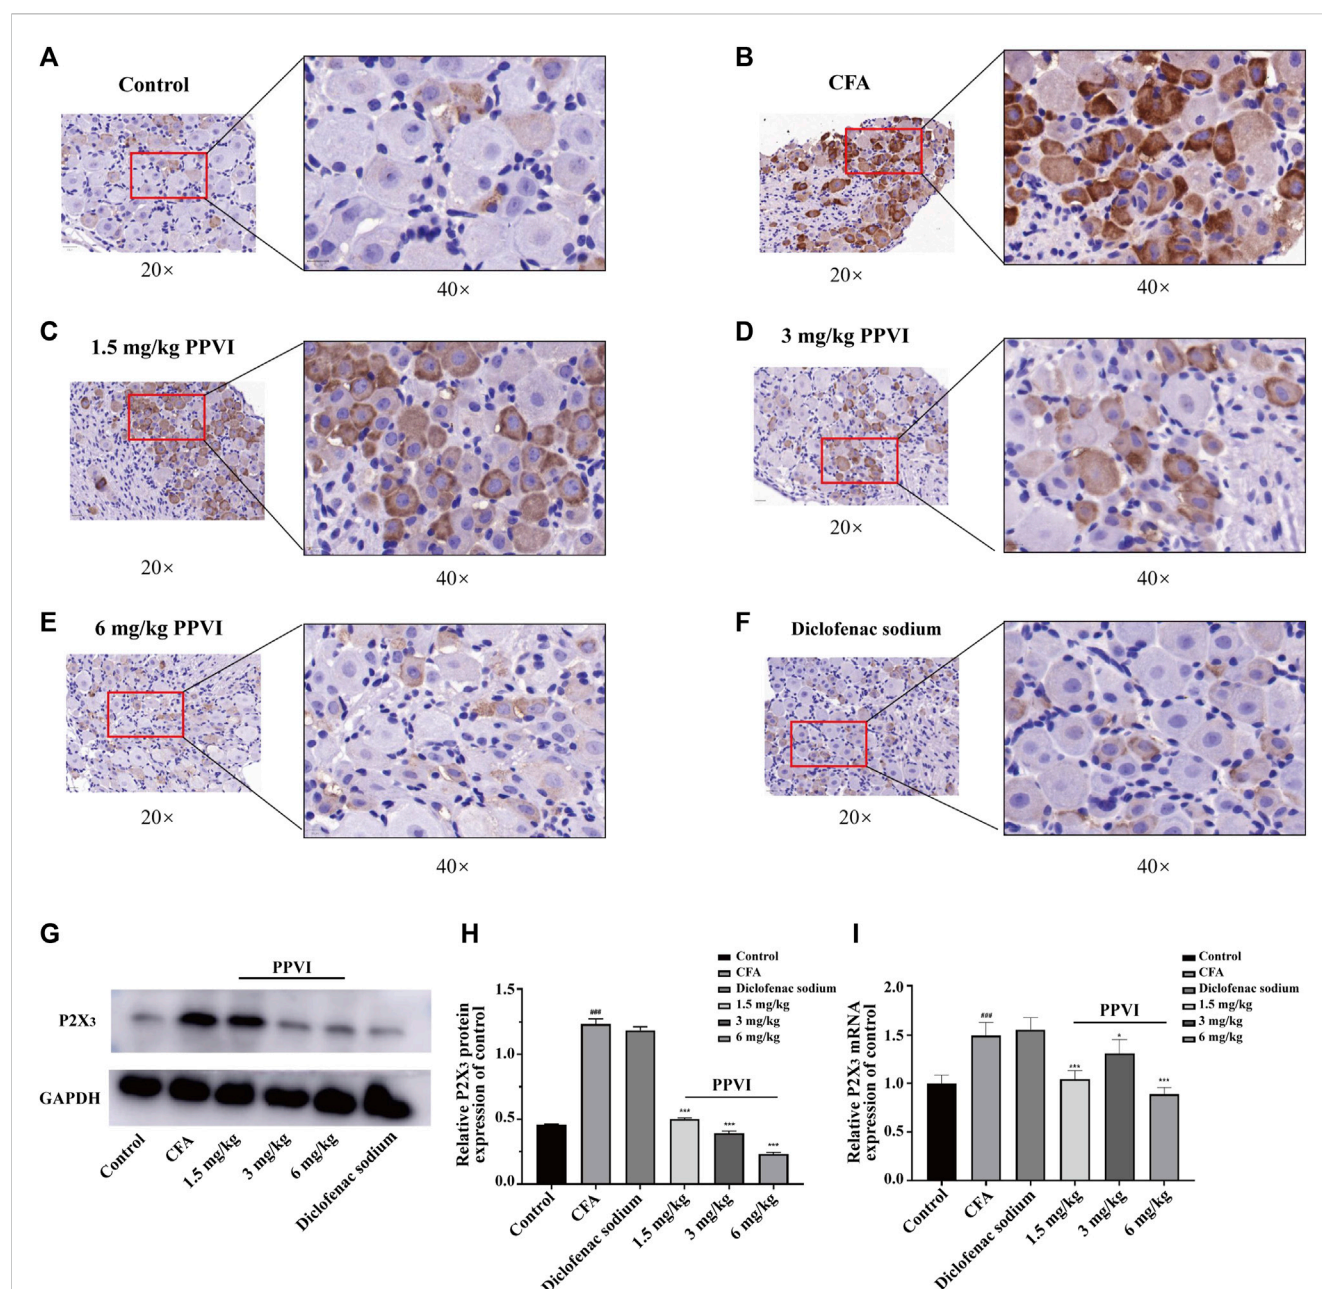 A
Control
20×
40×
B
CFA
20×
40×
C
1.5 mg/kg PPVI
20×
40×
D
3 mg/kg PPVI
20×
40×
E
6 mg/kg PPVI
20×
40×
F
Diclofenac sodium
20×
40×
G
PPVI
P2X3
GAPDH
Control
CFA
1.5 mg/kg
3 mg/kg
6 mg/kg
Diclofenac sodium
H
Control
CFA
Diclofenac sodium
1.5 mg/kg
3 mg/kg
6 mg/kg
Relative P2X3 protein
expression of control
1.5
1.0
0.5
0.0
###
PPVI
***
***
***
Control
CFA
Diclofenac sodium
1.5 mg/kg
3 mg/kg
6 mg/kg
I
Control
CFA
Diclofenac sodium
1.5 mg/kg
3 mg/kg
6 mg/kg
Relative P2X3 mRNA
expression of control
2.0
1.5
1.0
0.5
0.0
###
PPVI
***
*
***
Control
CFA
Diclofenac sodium
1.5 mg/kg
3 mg/kg
6 mg/kg